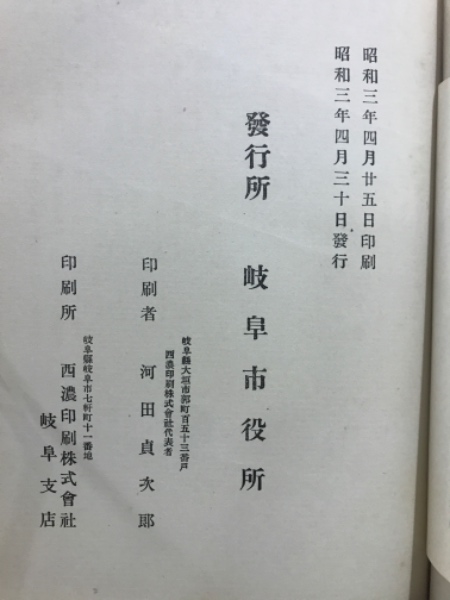 昭和三年四月廿五日印刷
昭和三年四月三十日發行
發行所 岐阜市役所
岐阜縣大垣市郭町百五十三番戶
西濃印刷株式會社代表者
印刷者 河田貞次郎
岐阜縣岐阜市七軒町十一番地
印刷所 西濃印刷株式會社
岐阜支店